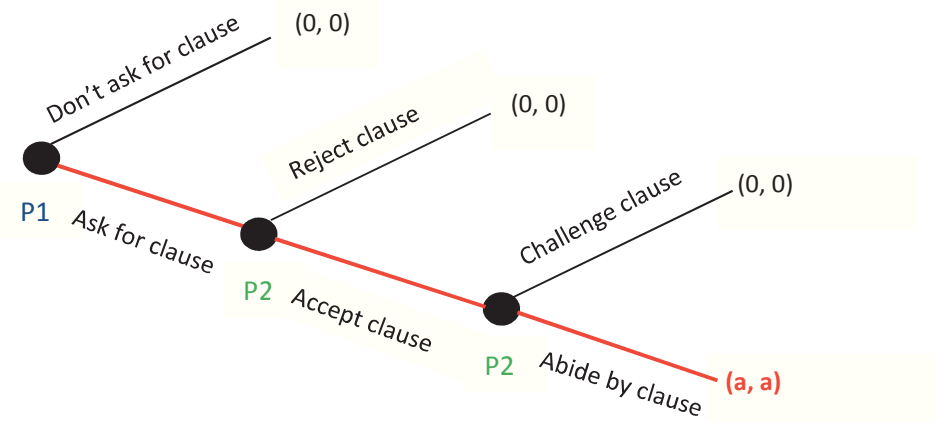 Don’t ask for clause
(0, 0)
P1
Ask for clause
Reject clause
(0, 0)
P2
Accept clause
Challenge clause
(0, 0)
P2
Abide by clause
(a, a)